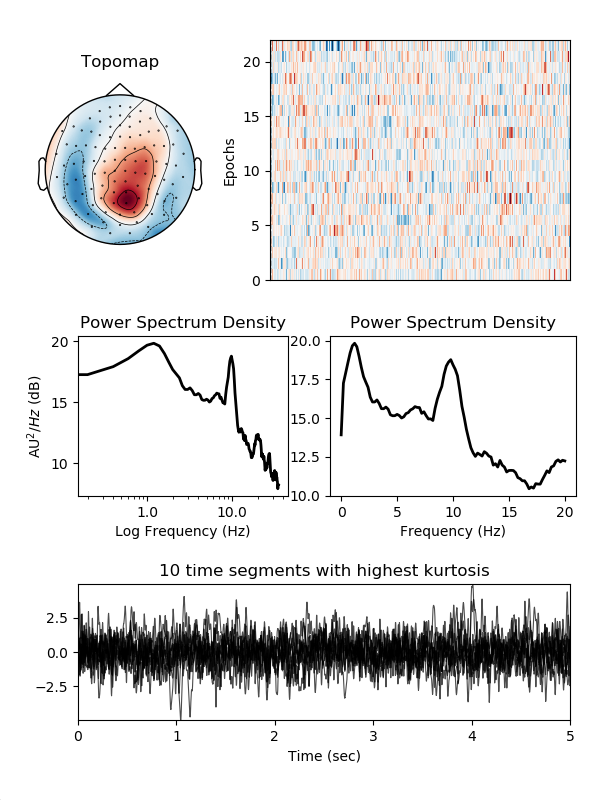 Topomap
Epochs
20
15
10
5
0
Power Spectrum Density
AU²/Hz (dB)
20
15
10
1.0 10.0
Log Frequency (Hz)
Power Spectrum Density
20.0
17.5
15.0
12.5
10.0
0 5 10 15 20
Frequency (Hz)
10 time segments with highest kurtosis
2.5
0.0
−2.5
0 1 2 3 4 5
Time (sec)